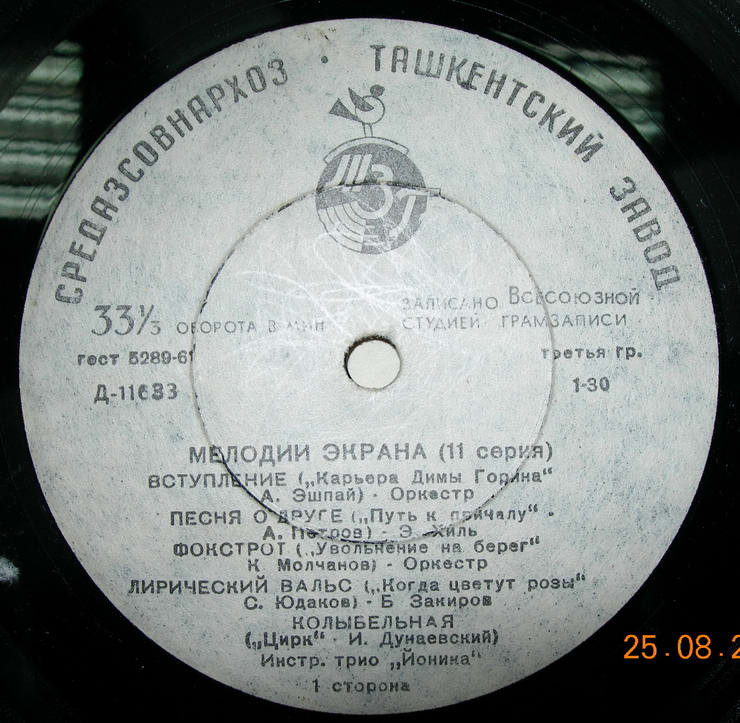 СРЕДАЗСОВНАРХОЗ · ТАШКЕНТСКИЙ ЗАВОД
ТЗГ
33⅓ ОБОРОТА В МИН
ЗАПИСАНО ВСЕСОЮЗНОЙ
СТУДИЕЙ ГРАМЗАПИСИ
гост 5289-61
третья гр.
Д-11633
1-30
МЕЛОДИИ ЭКРАНА (11 серия)
ВСТУПЛЕНИЕ („Карьера Димы Горина"
А. Эшпай) - Оркестр
ПЕСНЯ О ДРУГЕ („Путь к причалу" -
А. Петров) - Э. Хиль
ФОКСТРОТ („Увольнение на берег"
К. Молчанов) - Оркестр
ЛИРИЧЕСКИЙ ВАЛЬС („Когда цветут розы"
С. Юдаков) - Б Закиров
КОЛЫБЕЛЬНАЯ
(„Цирк" - И. Дунаевский)
Инстр. трио „Йоника"
1 сторона
25.08.2